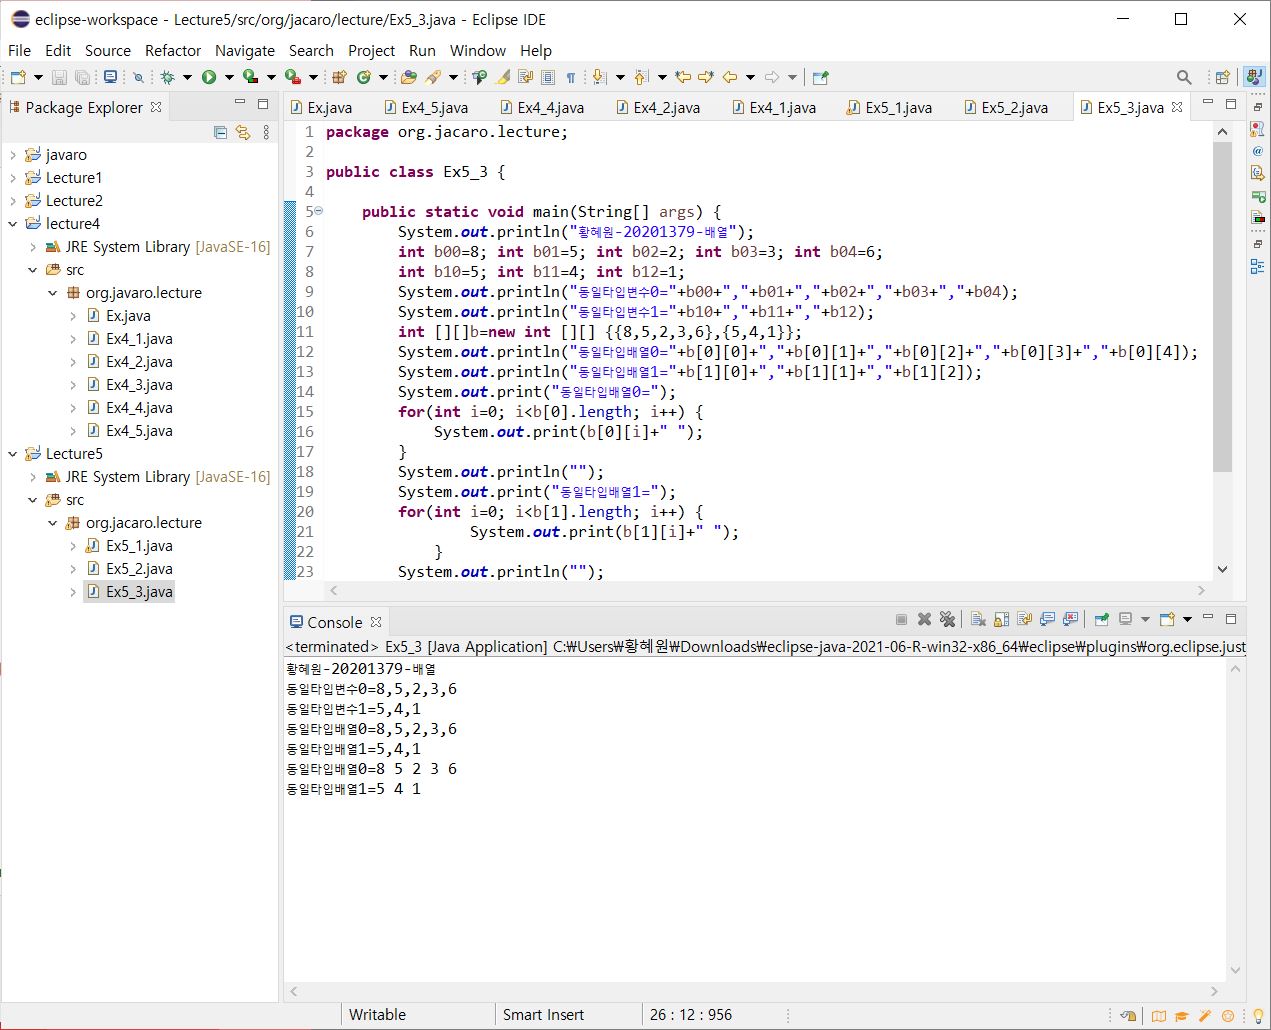 eclipse-workspace - Lecture5/src/org/jacaro/lecture/Ex5_3.java - Eclipse IDE
File Edit Source Refactor Navigate Search Project Run Window Help
Package Explorer
javaro
Lecture1
Lecture2
lecture4
JRE System Library [JavaSE-16]
src
org.javaro.lecture
Ex.java
Ex4_1.java
Ex4_2.java
Ex4_3.java
Ex4_4.java
Ex4_5.java
Lecture5
JRE System Library [JavaSE-16]
src
org.jacaro.lecture
Ex5_1.java
Ex5_2.java
Ex5_3.java
Ex.java Ex4_5.java Ex4_4.java Ex4_2.java Ex4_1.java Ex5_1.java Ex5_2.java Ex5_3.java
1 package org.jacaro.lecture;
2
3 public class Ex5_3 {
4
5 public static void main(String[] args) {
6 System.out.println("황혜원-20201379-배열");
7 int b00=8; int b01=5; int b02=2; int b03=3; int b04=6;
8 int b10=5; int b11=4; int b12=1;
9 System.out.println("동일타입변수0="+b00+","+b01+","+b02+","+b03+","+b04);
10 System.out.println("동일타입변수1="+b10+","+b11+","+b12);
11 int [][]b=new int [][] {{8,5,2,3,6},{5,4,1}};
12 System.out.println("동일타입배열0="+b[0][0]+","+b[0][1]+","+b[0][2]+","+b[0][3]+","+b[0][4]);
13 System.out.println("동일타입배열1="+b[1][0]+","+b[1][1]+","+b[1][2]);
14 System.out.print("동일타입배열0=");
15 for(int i=0; i<b[0].length; i++) {
16 System.out.print(b[0][i]+" ");
17 }
18 System.out.println("");
19 System.out.print("동일타입배열1=");
20 for(int i=0; i<b[1].length; i++) {
21 System.out.print(b[1][i]+" ");
22 }
23 System.out.println("");
Console
<terminated> Ex5_3 [Java Application] C:₩Users₩황혜원₩Downloads₩eclipse-java-2021-06-R-win32-x86_64₩eclipse₩plugins₩org.eclipse.just
황혜원-20201379-배열
동일타입변수0=8,5,2,3,6
동일타입변수1=5,4,1
동일타입배열0=8,5,2,3,6
동일타입배열1=5,4,1
동일타입배열0=8 5 2 3 6
동일타입배열1=5 4 1
Writable Smart Insert 26 : 12 : 956